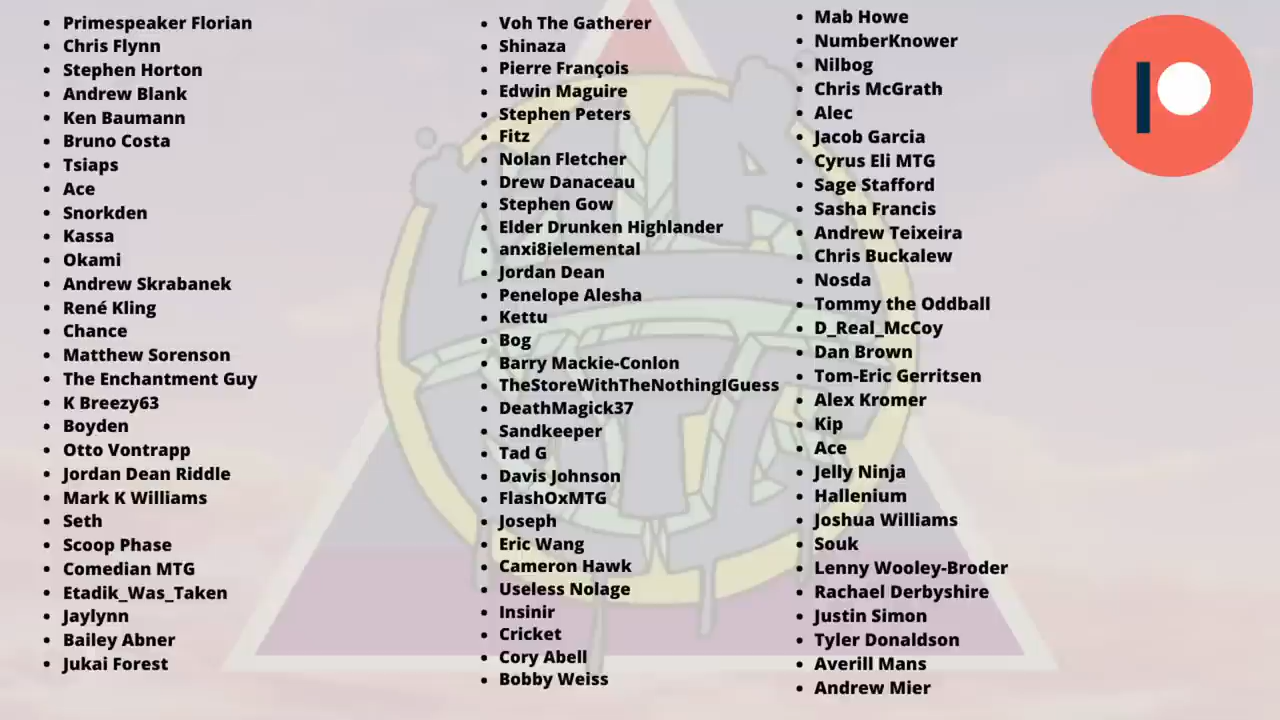 Primespeaker Florian
Chris Flynn
Stephen Horton
Andrew Blank
Ken Baumann
Bruno Costa
Tsiaps
Ace
Snorkden
Kassa
Okami
Andrew Skrabanek
René Kling
Chance
Matthew Sorenson
The Enchantment Guy
K Breezy63
Boyden
Otto Vontrapp
Jordan Dean Riddle
Mark K Williams
Seth
Scoop Phase
Comedian MTG
Etadik_Was_Taken
Jaylynn
Bailey Abner
Jukai Forest
Voh The Gatherer
Shinaza
Pierre François
Edwin Maguire
Stephen Peters
Fitz
Nolan Fletcher
Drew Danaceau
Stephen Gow
Elder Drunken Highlander
anxi8ielemental
Jordan Dean
Penelope Alesha
Kettu
Bog
Barry Mackie-Conlon
TheStoreWithTheNothingIGuess
DeathMagick37
Sandkeeper
Tad G
Davis Johnson
FlashOxMTG
Joseph
Eric Wang
Cameron Hawk
Useless Nolage
Insinir
Cricket
Cory Abell
Bobby Weiss
Mab Howe
NumberKnower
Nilbog
Chris McGrath
Alec
Jacob Garcia
Cyrus Eli MTG
Sage Stafford
Sasha Francis
Andrew Teixeira
Chris Buckalew
Nosda
Tommy the Oddball
D_Real_McCoy
Dan Brown
Tom-Eric Gerritsen
Alex Kromer
Kip
Ace
Jelly Ninja
Hallenium
Joshua Williams
Souk
Lenny Wooley-Broder
Rachael Derbyshire
Justin Simon
Tyler Donaldson
Averill Mans
Andrew Mier